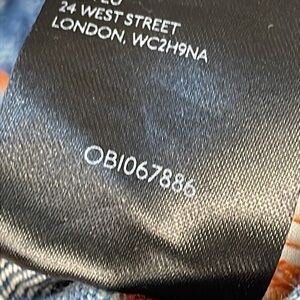 24 WEST STREET
LONDON, WC2H9NA
OBI067886